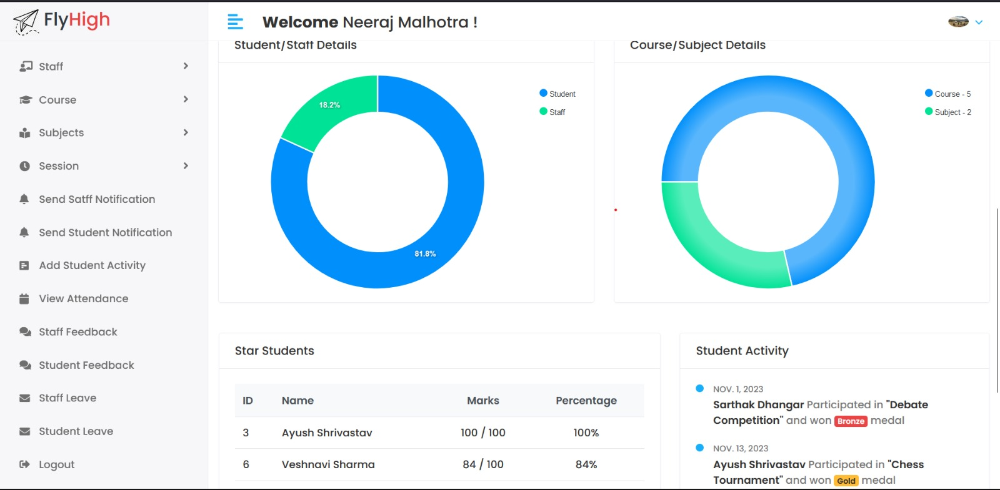 FlyHigh
Welcome Neeraj Malhotra !
Staff
Course
Subjects
Session
Send Satff Notification
Send Student Notification
Add Student Activity
View Attendance
Staff Feedback
Student Feedback
Staff Leave
Student Leave
Logout
Student/Staff Details
18.2%
81.8%
Student
Staff
Course/Subject Details
Course - 5
Subject - 2
Star Students
ID Name Marks Percentage
3 Ayush Shrivastav 100 / 100 100%
6 Veshnavi Sharma 84 / 100 84%
Student Activity
NOV. 1, 2023
Sarthak Dhangar Participated in "Debate
Competition" and won Bronze medal
NOV. 13, 2023
Ayush Shrivastav Participated in "Chess
Tournament" and won Gold medal